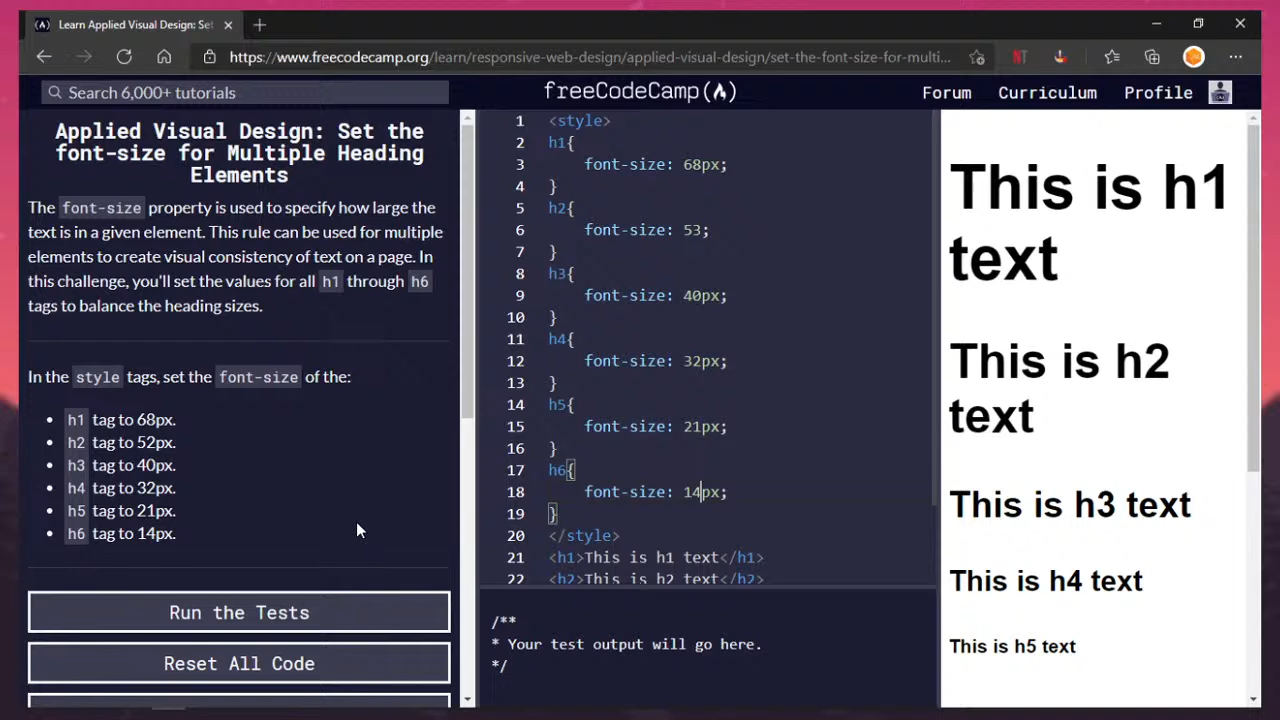 Learn Applied Visual Design: Set
https://www.freecodecamp.org/learn/responsive-web-design/applied-visual-design/set-the-font-size-for-multi...
Search 6,000+ tutorials
freeCodeCamp
Forum
Curriculum
Profile
Applied Visual Design: Set the
font-size for Multiple Heading
Elements
The font-size property is used to specify how large the
text is in a given element. This rule can be used for multiple
elements to create visual consistency of text on a page. In
this challenge, you'll set the values for all h1 through h6
tags to balance the heading sizes.
In the style tags, set the font-size of the:
• h1 tag to 68px.
• h2 tag to 52px.
• h3 tag to 40px.
• h4 tag to 32px.
• h5 tag to 21px.
• h6 tag to 14px.
Run the Tests
Reset All Code
1 <style>
2 h1{
3 font-size: 68px;
4 }
5 h2{
6 font-size: 53;
7 }
8 h3{
9 font-size: 40px;
10 }
11 h4{
12 font-size: 32px;
13 }
14 h5{
15 font-size: 21px;
16 }
17 h6{
18 font-size: 14px;
19 }
20 </style>
21 <h1>This is h1 text</h1>
22 <h2>This is h2 text</h2>
/**
* Your test output will go here.
*/
This is h1
text
This is h2
text
This is h3 text
This is h4 text
This is h5 text